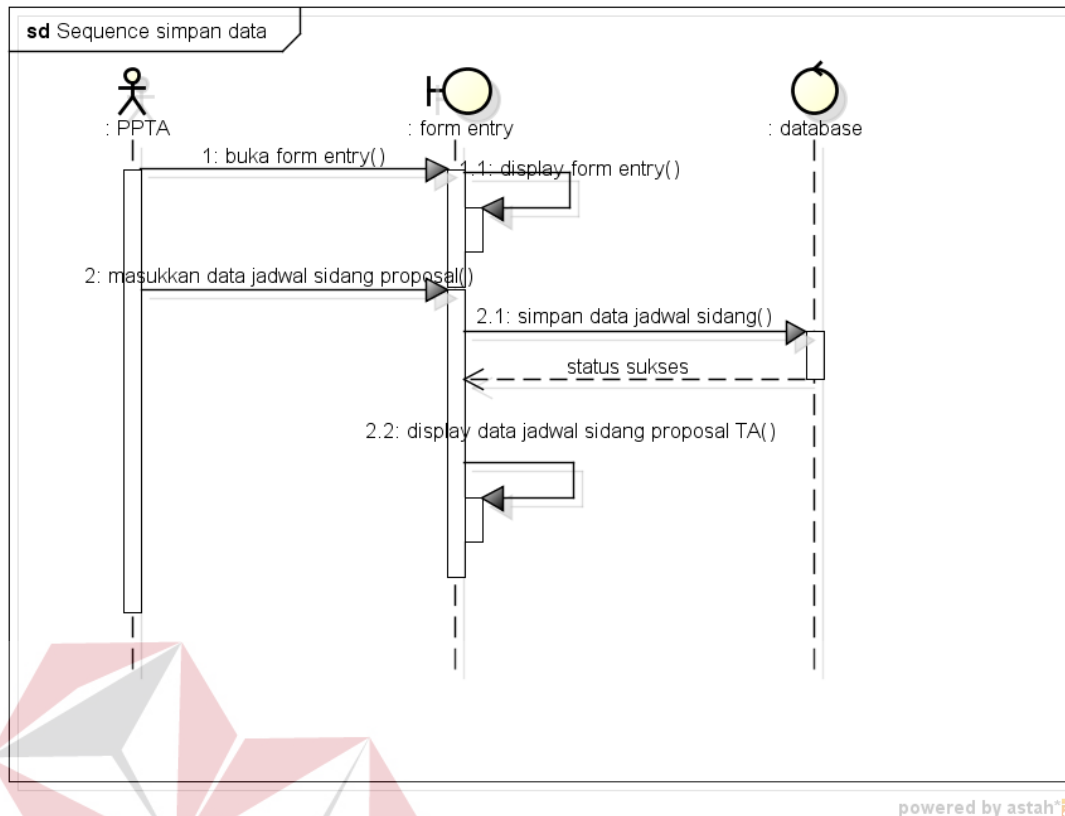 sd Sequence simpan data
: PPTA
: form entry
: database
1: buka form entry()
1.1: display form entry()
2: masukkan data jadwal sidang proposal()
2.1: simpan data jadwal sidang()
status sukses
2.2: display data jadwal sidang proposal TA()
powered by astah*